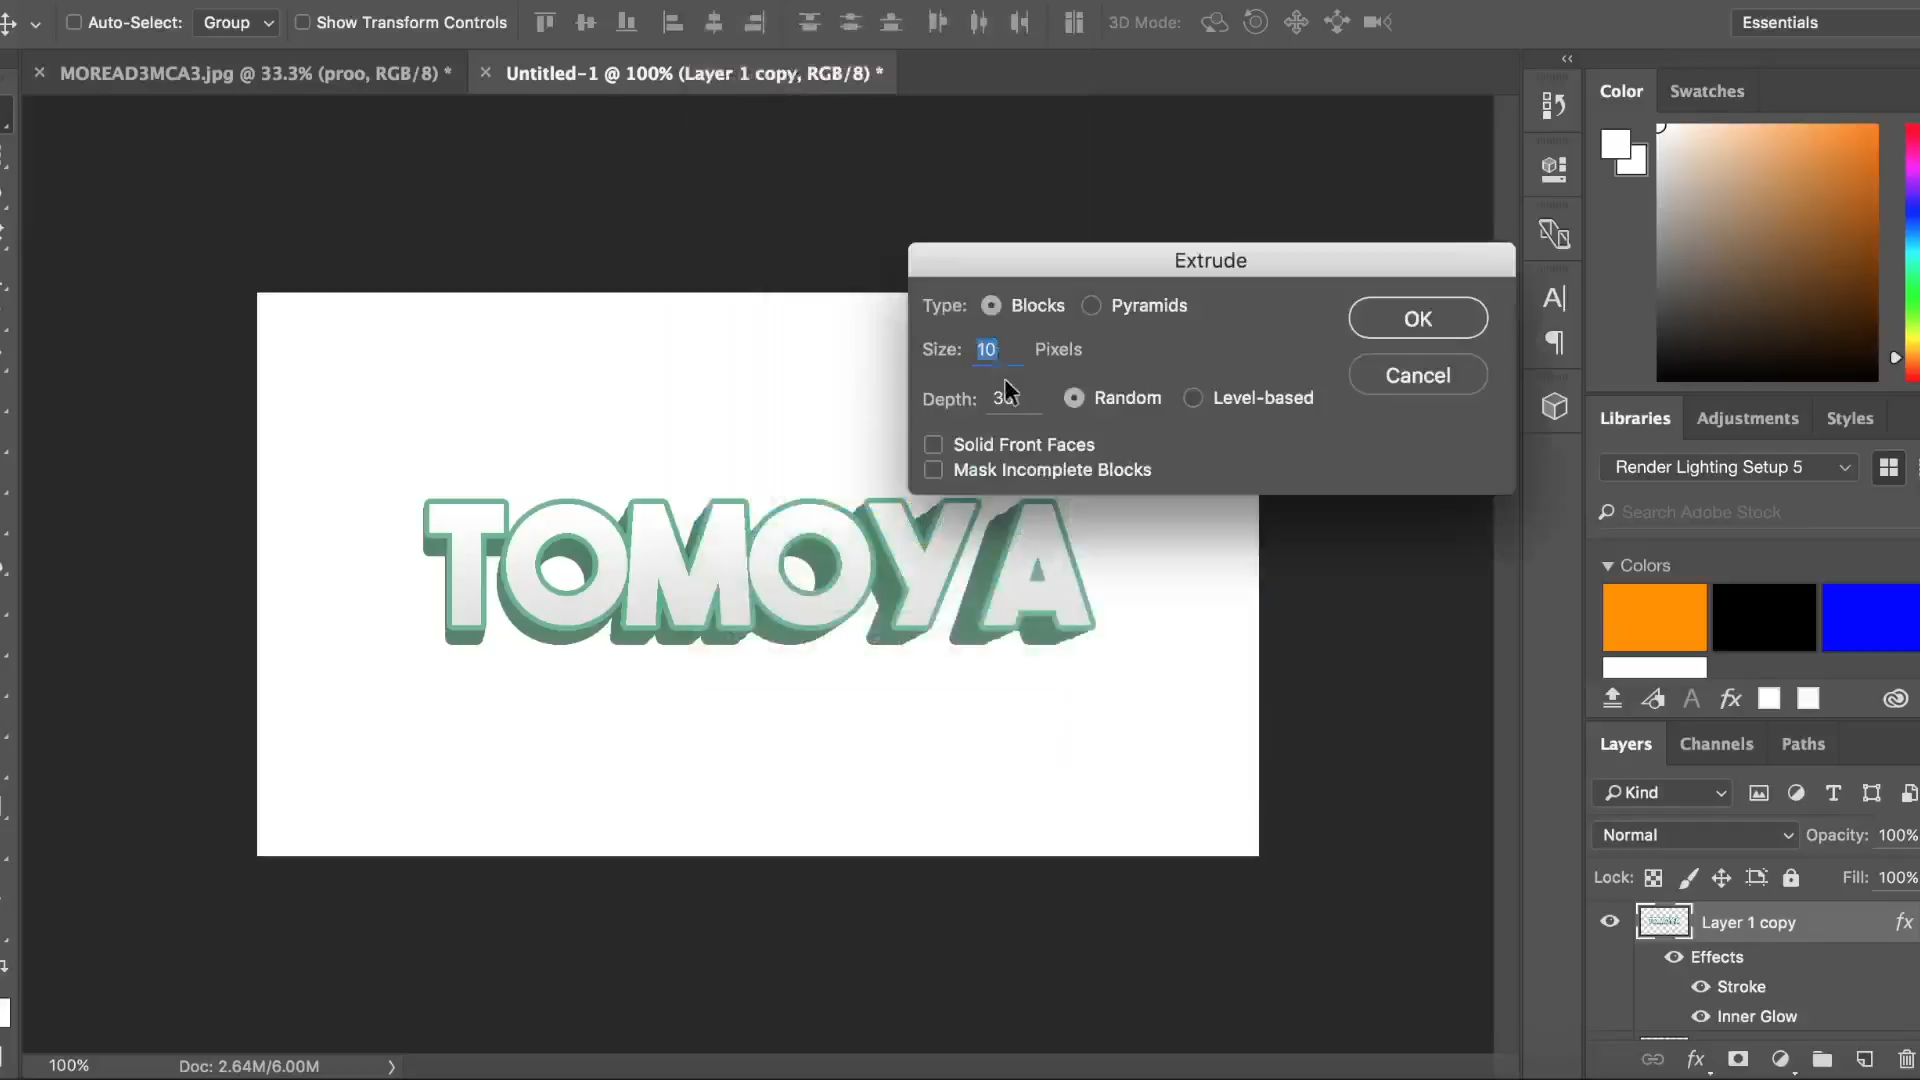 Auto-Select:
Group
Show Transform Controls
3D Mode:
Essentials
MOREAD3MCA3.jpg @ 33.3% (proo, RGB/8) *
Untitled-1 @ 100% (Layer 1 copy, RGB/8) *
Color
Swatches
Extrude
Type:
Blocks
Pyramids
OK
Size: 10 Pixels
Cancel
Depth:
Random
Level-based
Solid Front Faces
Mask Incomplete Blocks
TOMOYA
Libraries
Adjustments
Styles
Render Lighting Setup 5
Search Adobe Stock
Colors
fx
Layers
Channels
Paths
Kind
Normal
Opacity: 100%
Lock:
Fill: 100%
Layer 1 copy
fx
Effects
Stroke
Inner Glow
fx
100%
Doc: 2.64M/6.00M